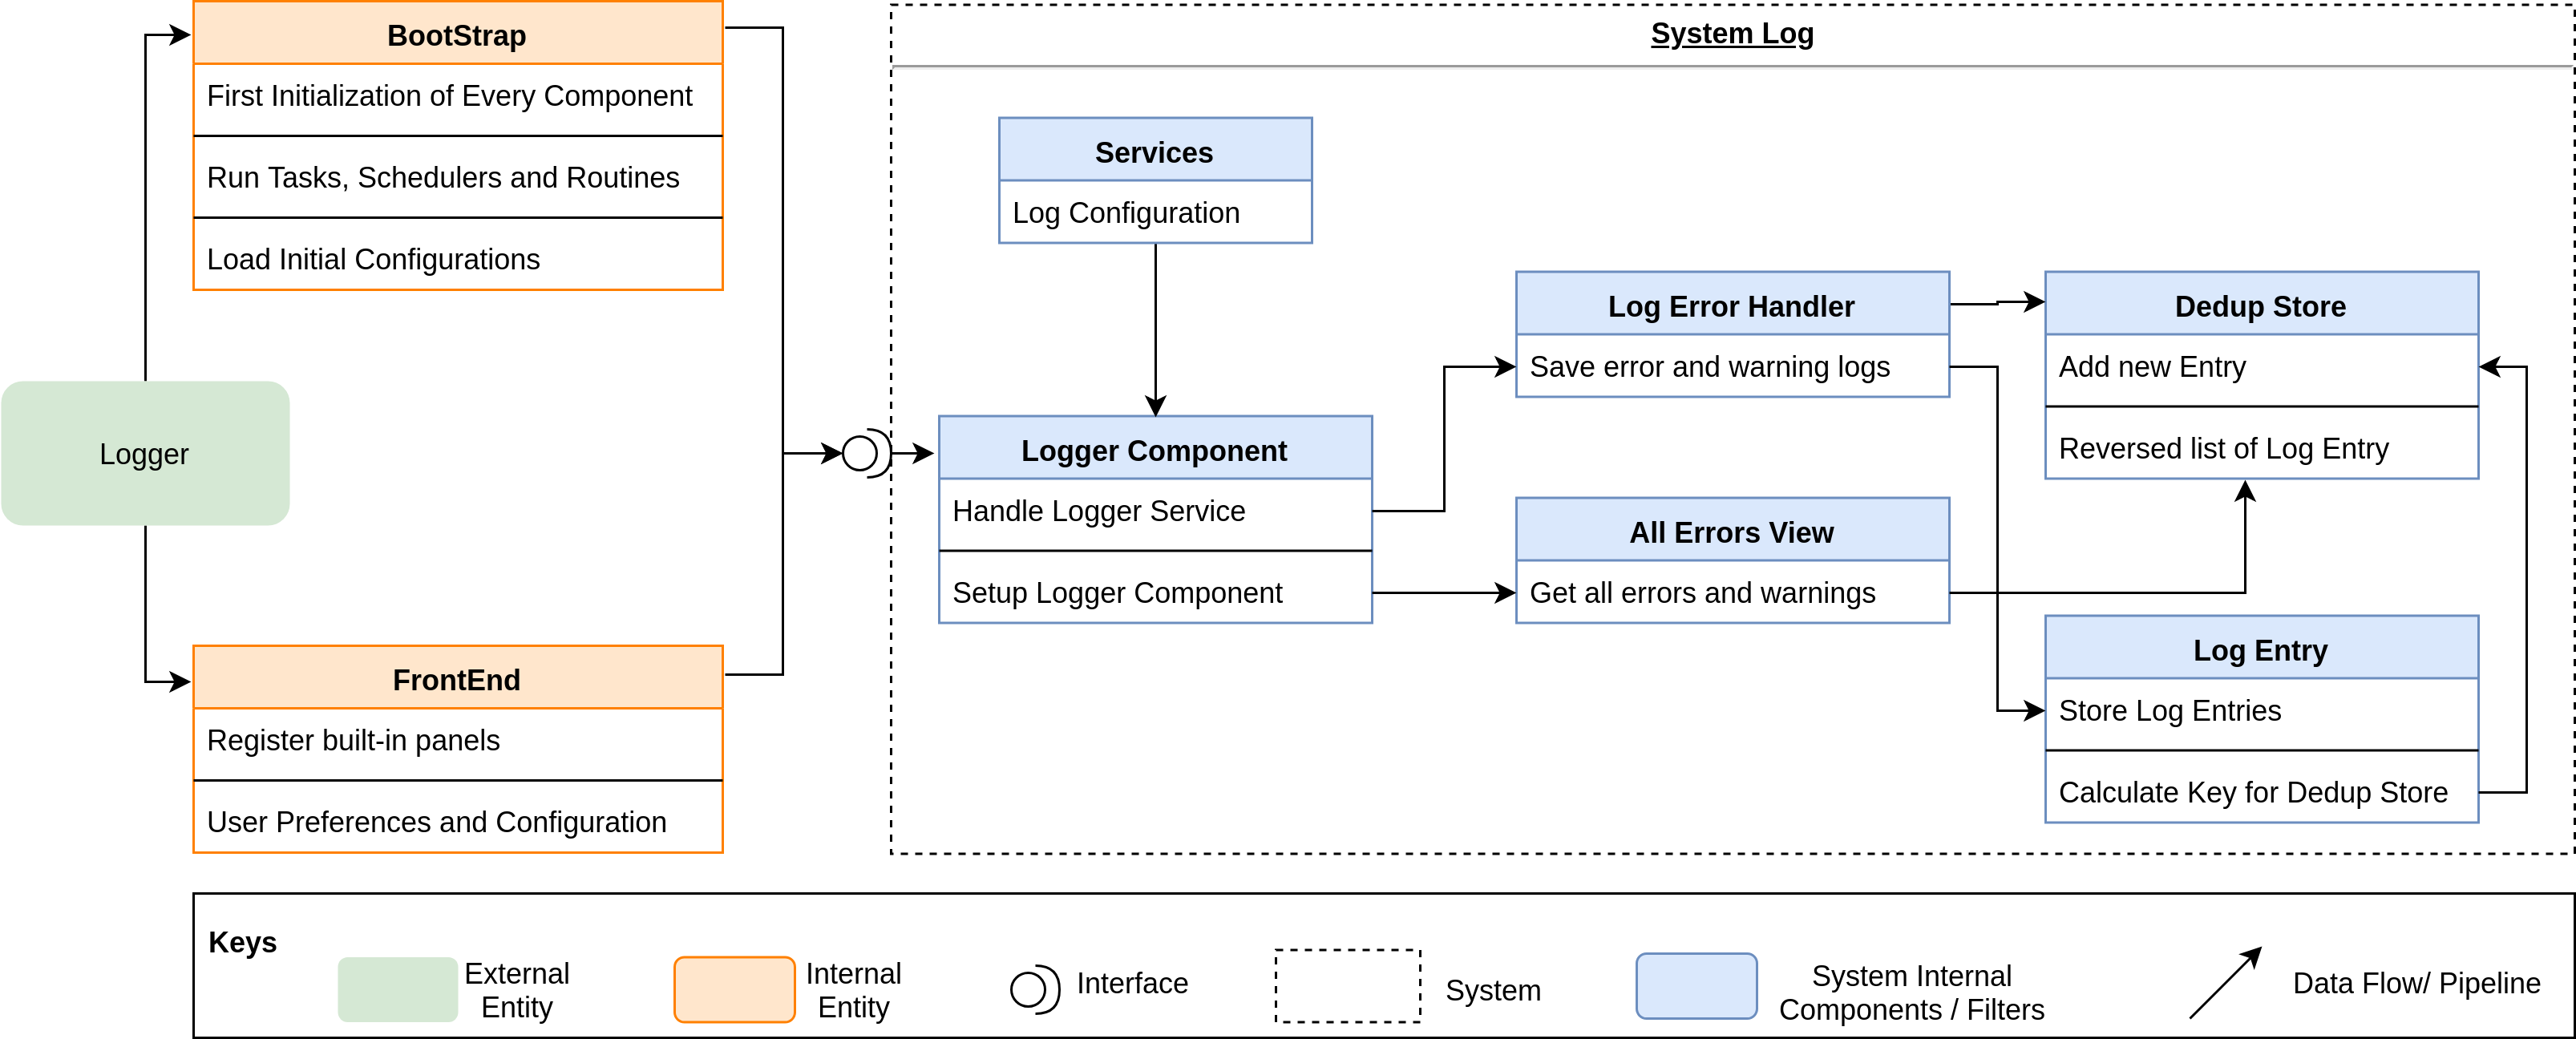 BootStrap
First Initialization of Every Component
Run Tasks, Schedulers and Routines
Load Initial Configurations
Logger
FrontEnd
Register built-in panels
User Preferences and Configuration
System Log
Services
Log Configuration
Logger Component
Handle Logger Service
Setup Logger Component
Log Error Handler
Save error and warning logs
All Errors View
Get all errors and warnings
Dedup Store
Add new Entry
Reversed list of Log Entry
Log Entry
Store Log Entries
Calculate Key for Dedup Store
Keys
External
Entity
Internal
Entity
Interface
System
System Internal
Components / Filters
Data Flow/ Pipeline